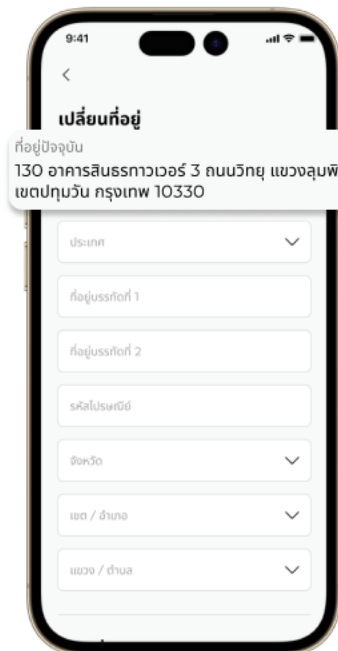 9:41
เปลี่ยนที่อยู่
ที่อยู่ปัจจุบัน
130 อาคารสินธรทาวเวอร์ 3 ถนนวิทยุ แขวงลุมพิ
เขตปทุมวัน กรุงเทพ 10330
ประเทศ
ที่อยู่บรรทัดที่ 1
ที่อยู่บรรทัดที่ 2
รหัสไปรษณีย์
จังหวัด
เขต / อำเภอ
แขวง / ตำบล